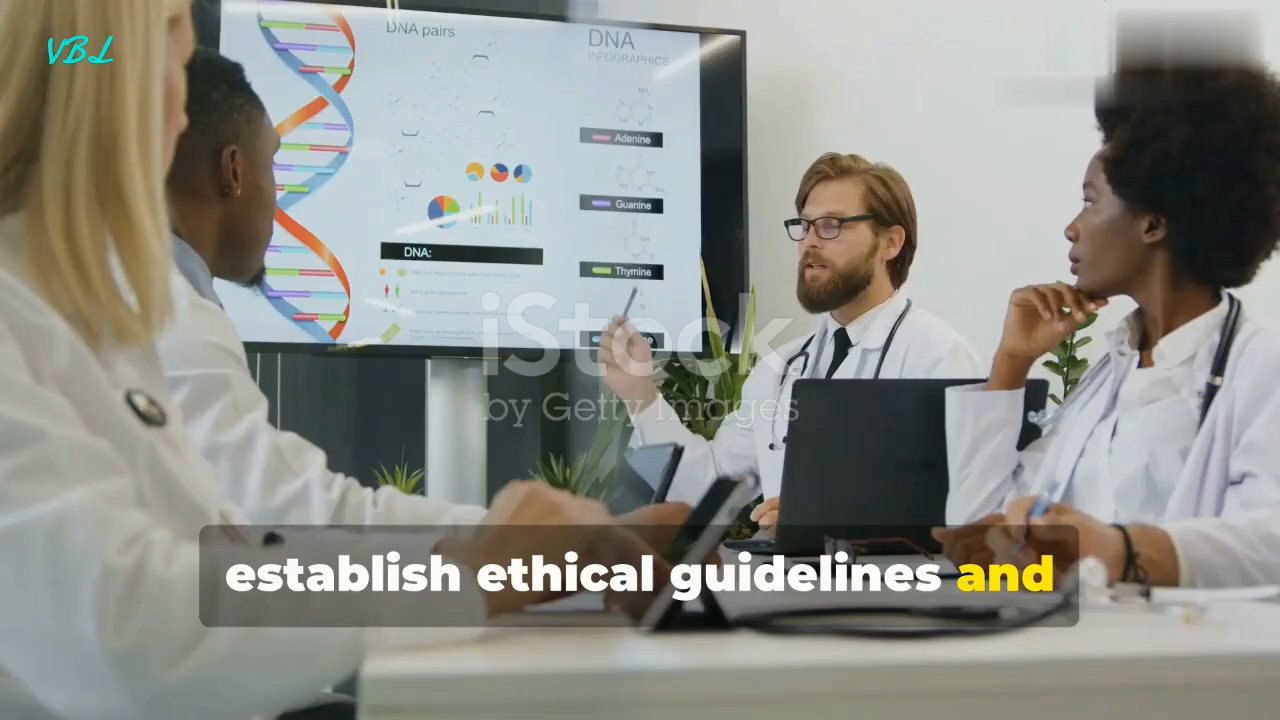 VBL
DNA pairs
DNA
INFOGRAPHICS
Adenine
Guanine
DNA:
Thymine
iStock
by Getty Images
establish ethical guidelines and